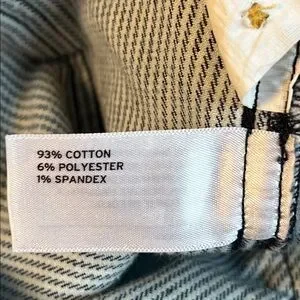 93% COTTON
6% POLYESTER
1% SPANDEX